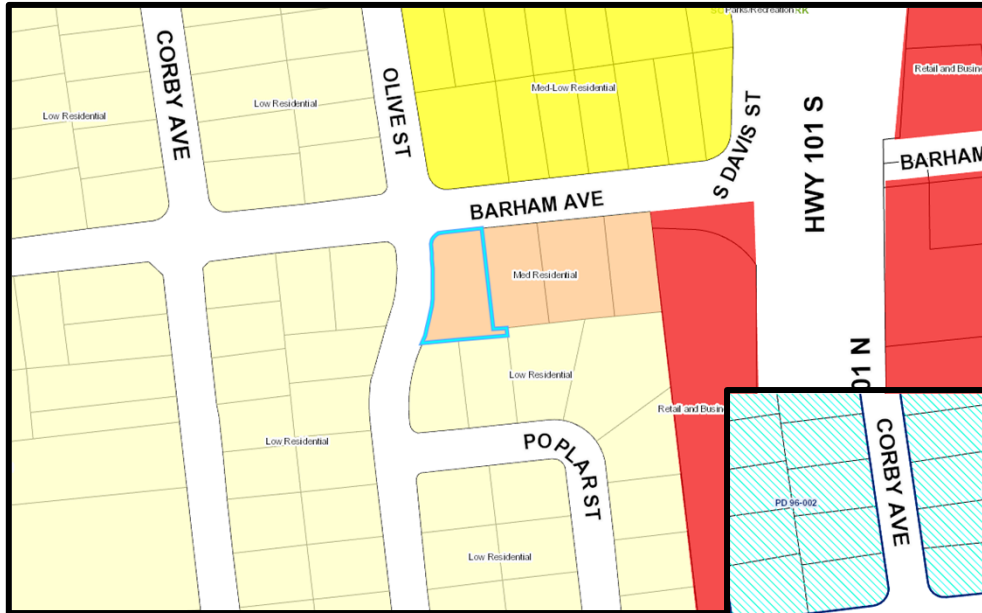 Parks/Recreation
RK
CORBY AVE
OLIVE ST
Low Residential
Low Residential
Med-Low Residential
S DAVIS ST
HWY 101 S
Retail and Busine
BARHAM
BARHAM AVE
Med Residential
Low Residential
Retail and Busin
01 N
Low Residential
POPLAR ST
Low Residential
CORBY AVE
PD 96-002